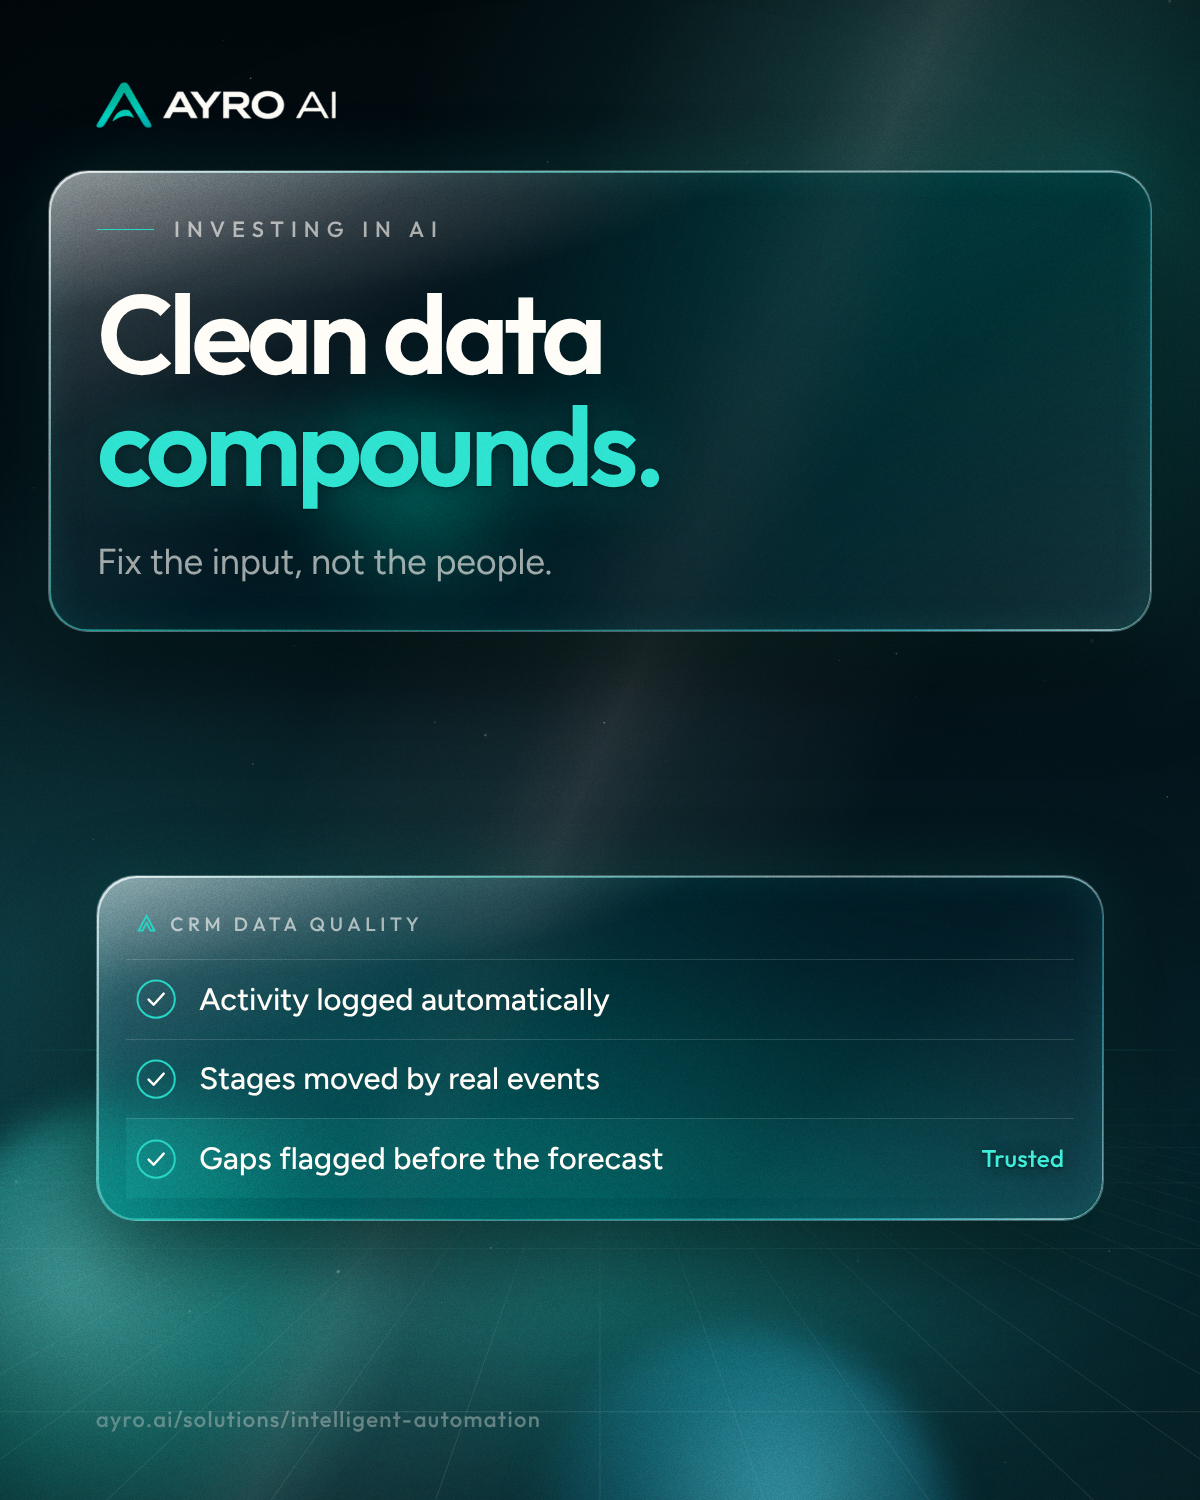 AYRO AI
INVESTING IN AI
Clean data
compounds.
Fix the input, not the people.
CRM DATA QUALITY
Activity logged automatically
Stages moved by real events
Gaps flagged before the forecast
Trusted
ayro.ai/solutions/intelligent-automation